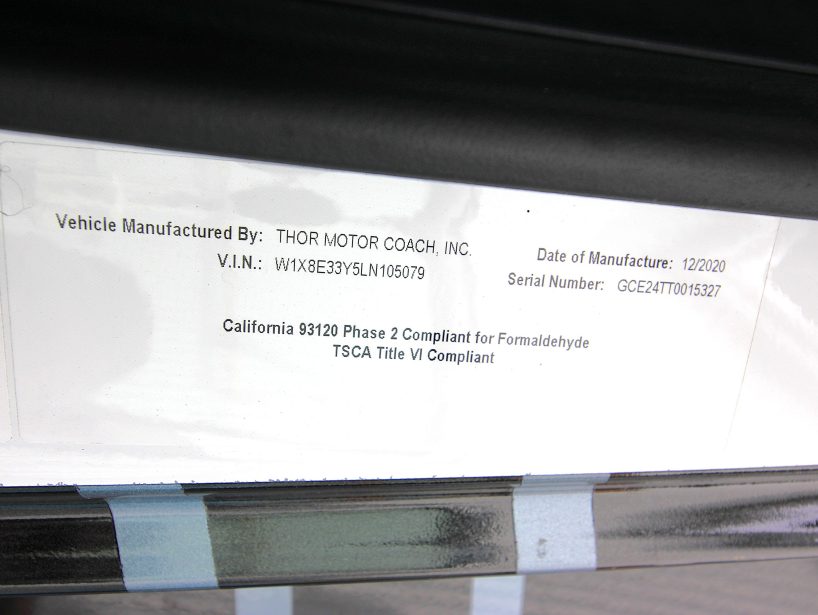 Vehicle Manufactured By: THOR MOTOR COACH, INC.
V.I.N.: W1X8E33Y5LN105079
Date of Manufacture: 12/2020
Serial Number: GCE24TT0015327
California 93120 Phase 2 Compliant for Formaldehyde
TSCA Title VI Compliant